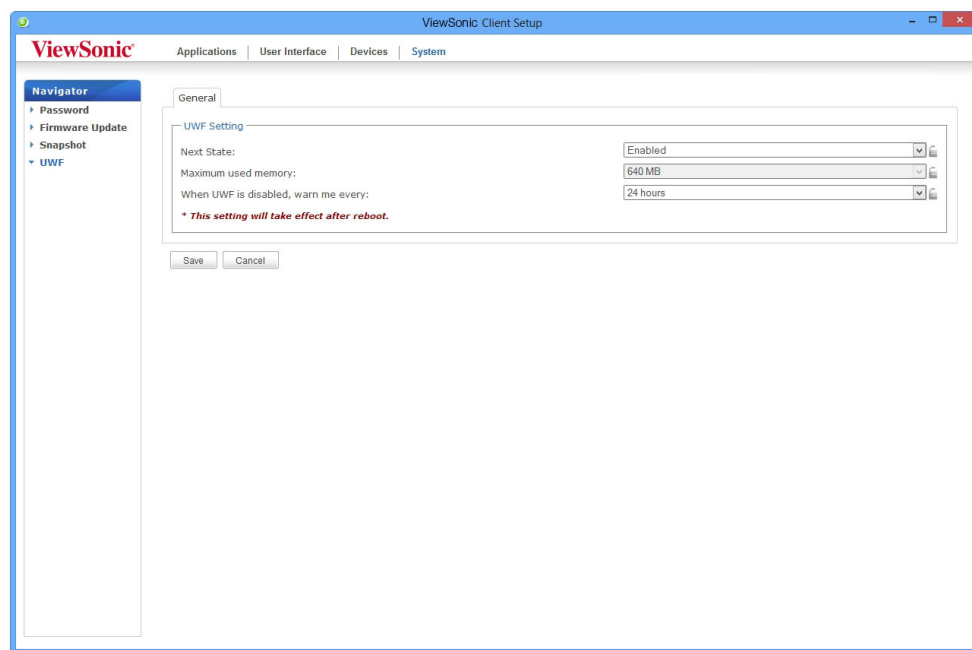 ViewSonic Client Setup
ViewSonic®
Applications | User Interface | Devices | System
Navigator
Password
Firmware Update
Snapshot
UWF
General
UWF Setting
Next State: Enabled
Maximum used memory: 640 MB
When UWF is disabled, warn me every: 24 hours
* This setting will take effect after reboot.
Save Cancel